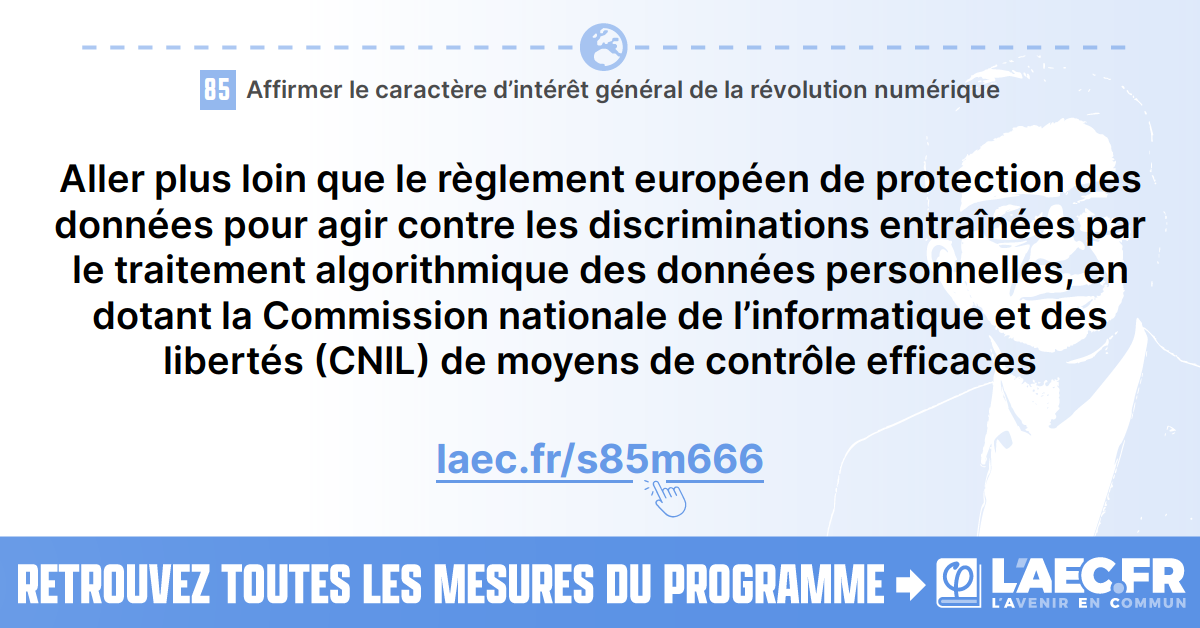 85 Affirmer le caractère d’intérêt général de la révolution numérique
Aller plus loin que le règlement européen de protection des
données pour agir contre les discriminations entraînées par
le traitement algorithmique des données personnelles, en
dotant la Commission nationale de l’informatique et des
libertés (CNIL) de moyens de contrôle efficaces
laec.fr/s85m666
RETROUVEZ TOUTES LES MESURES DU PROGRAMME
L'AEC.FR
L'AVENIR EN COMMUN